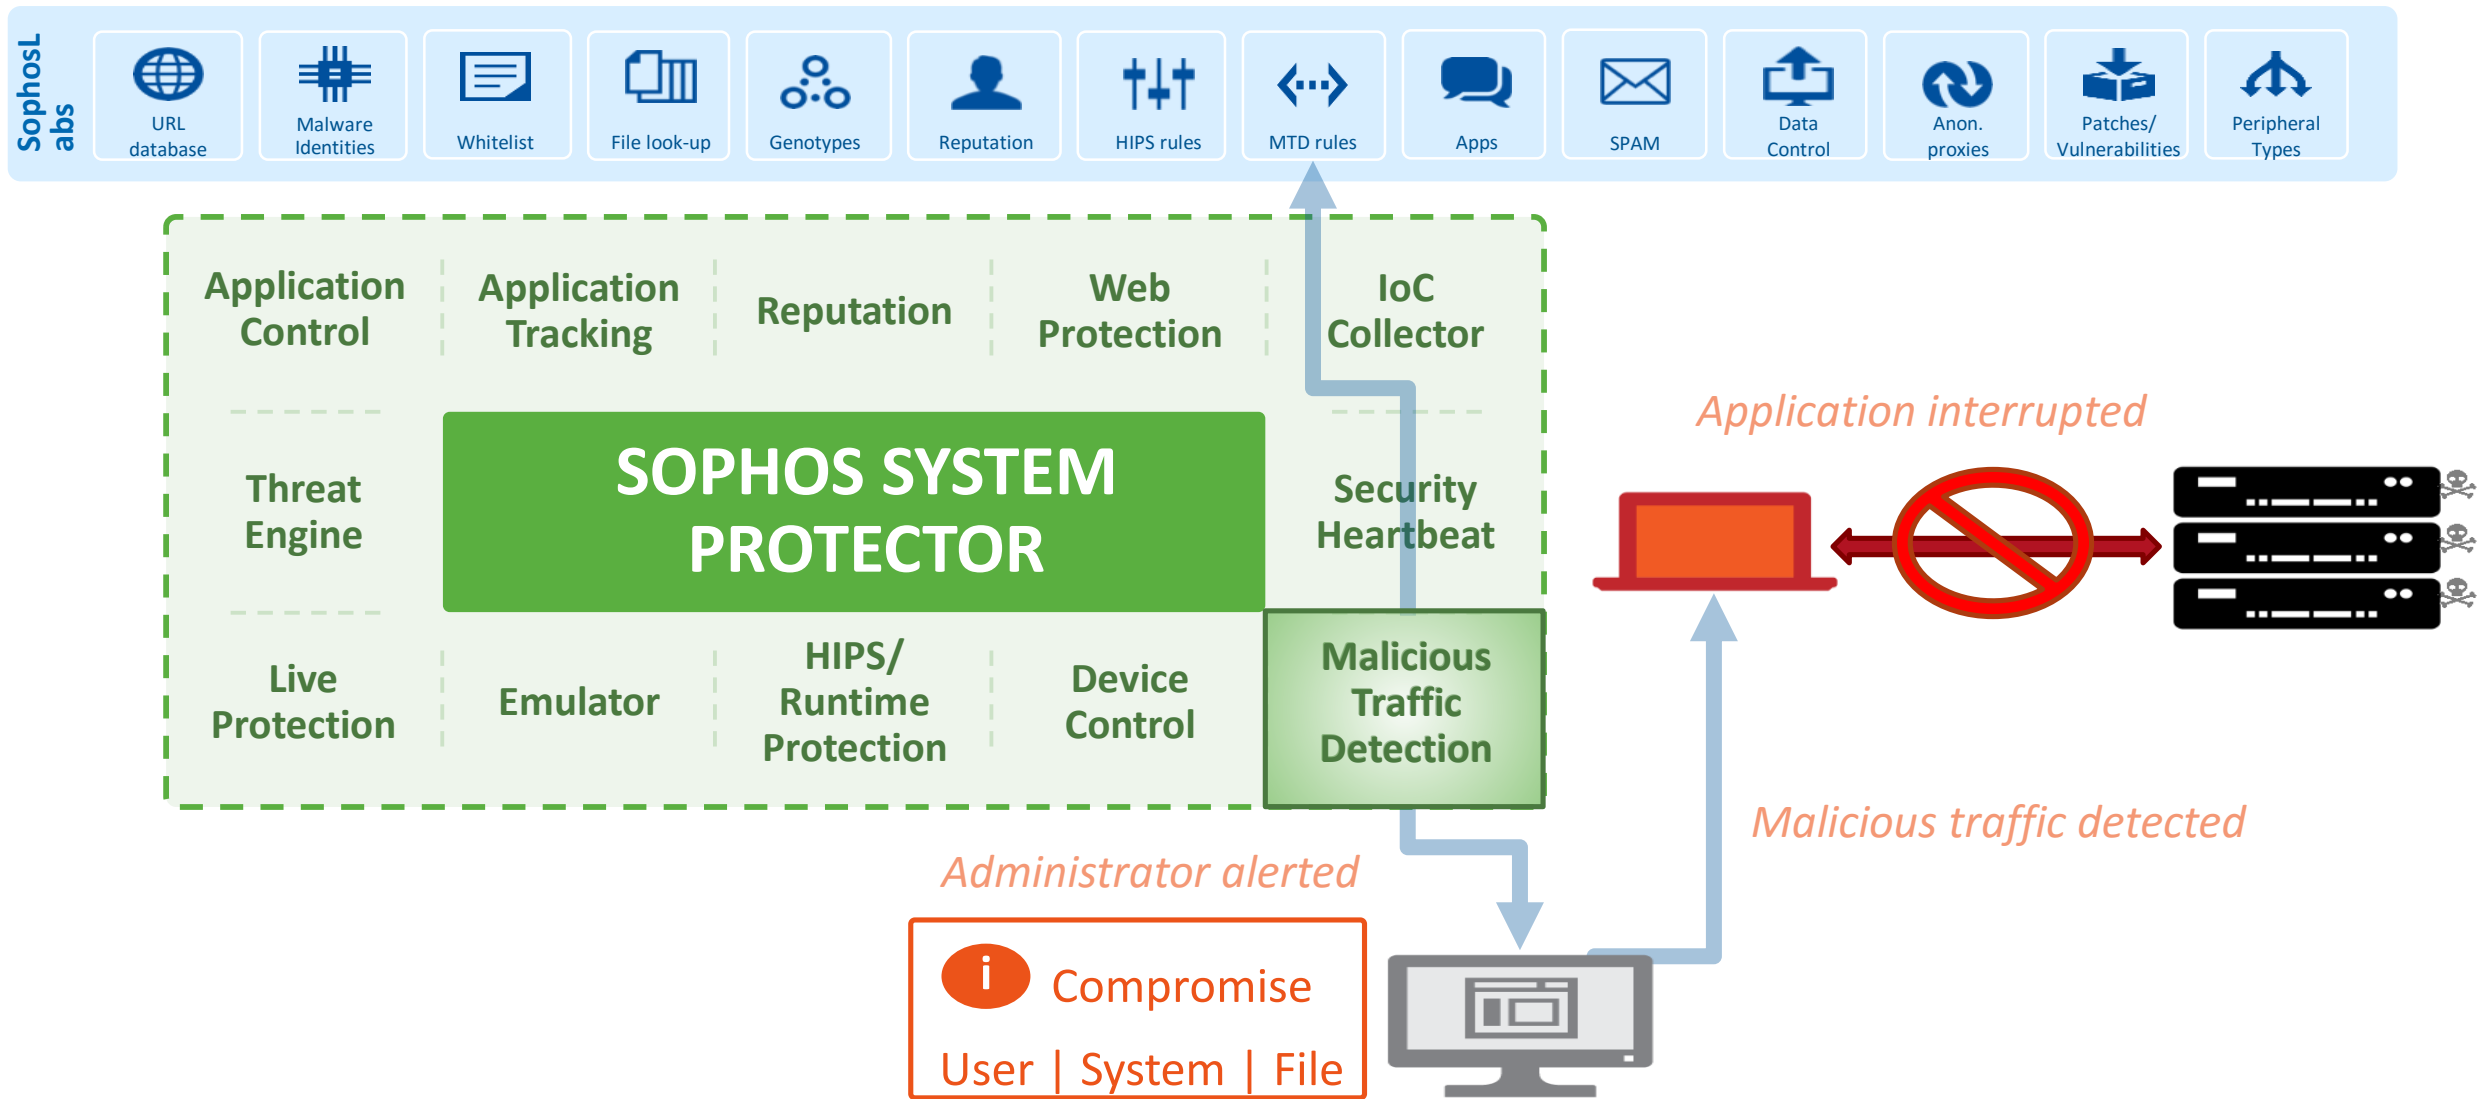 SophosL
abs
URL
database
Malware
Identities
Whitelist
File look-up
Genotypes
Reputation
HIPS rules
MTD rules
Apps
SPAM
Data
Control
Anon.
proxies
Patches/
Vulnerabilities
Peripheral
Types
Application
Control
Application
Tracking
Reputation
Web
Protection
IoC
Collector
Threat
Engine
SOPHOS SYSTEM
PROTECTOR
Security
Heartbeat
Live
Protection
Emulator
HIPS/
Runtime
Protection
Device
Control
Malicious
Traffic
Detection
Application interrupted
Malicious traffic detected
Administrator alerted
i Compromise
User | System | File